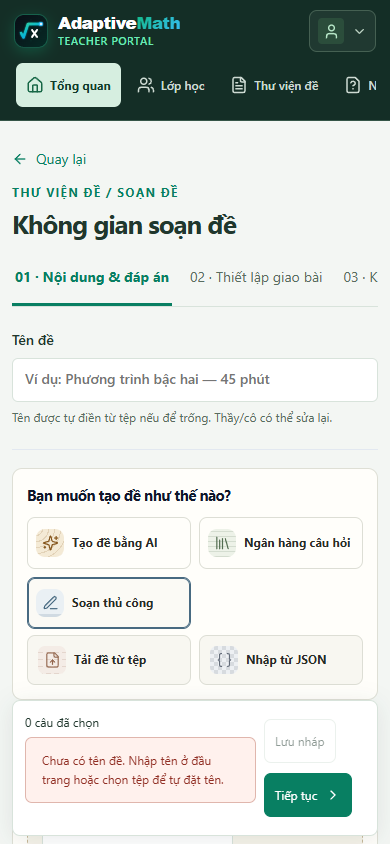 AdaptiveMath
TEACHER PORTAL
Tổng quan
Lớp học
Thư viện đề
N
Quay lại
THƯ VIỆN ĐỀ / SOẠN ĐỀ
Không gian soạn đề
01 · Nội dung & đáp án
02 · Thiết lập giao bài
03 · K
Tên đề
Ví dụ: Phương trình bậc hai — 45 phút
Tên được tự điền từ tệp nếu để trống. Thầy/cô có thể sửa lại.
Bạn muốn tạo đề như thế nào?
Tạo đề bằng AI
Ngân hàng câu hỏi
Soạn thủ công
Tải đề từ tệp
Nhập từ JSON
0 câu đã chọn
Chưa có tên đề. Nhập tên ở đầu
trang hoặc chọn tệp để tự đặt tên.
Lưu nháp
Tiếp tục